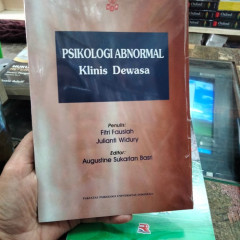 PSIKOLOGI ABNORMAL
Klinis Dewasa
Penulis:
Fitri Fausiah
Julianti Widury
Editor:
Augustine Sukarlan Basri